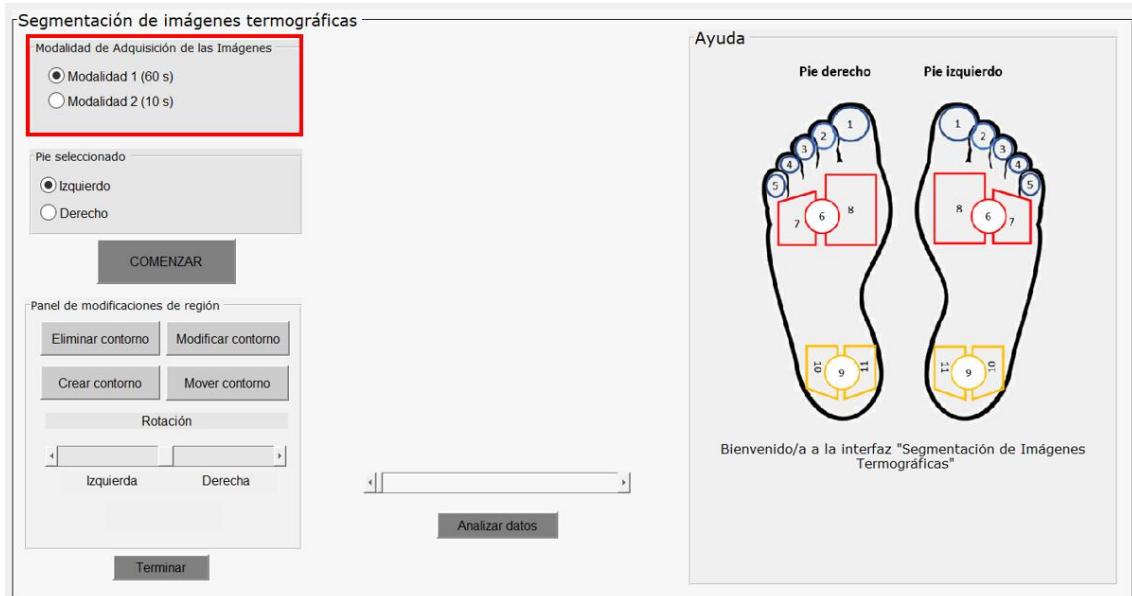 Segmentación de imágenes termográficas
Modalidad de Adquisición de las Imágenes
Modalidad 1 (60 s)
Modalidad 2 (10 s)
Pie seleccionado
Izquierdo
Derecho
COMENZAR
Panel de modificaciones de región
Eliminar contorno
Modificar contorno
Crear contorno
Mover contorno
Rotación
Izquierda
Derecha
Terminar
Analizar datos
Ayuda
Pie derecho
Pie izquierdo
1
2
3
4
5
6
7
8
10
9
11
1
2
3
4
5
8
6
7
11
9
10
Bienvenido/a a la interfaz "Segmentación de Imágenes
Termográficas"